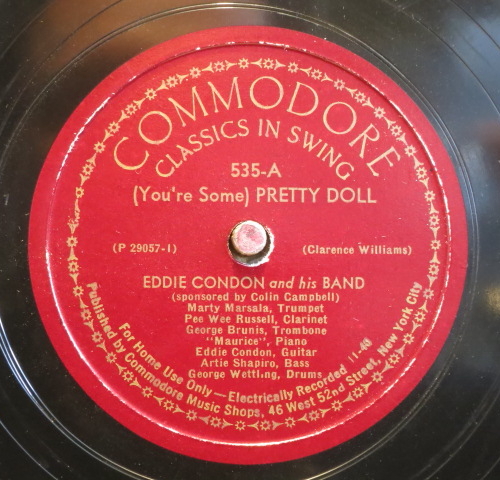 COMMODORE
CLASSICS IN SWING
535-A
(You're Some) PRETTY DOLL
(P 29057-1) (Clarence Williams)
EDDIE CONDON and his BAND
(sponsored by Colin Campbell)
Marty Marsala, Trumpet
Pee Wee Russell, Clarinet
George Brunis, Trombone
"Maurice", Piano
Eddie Condon, Guitar
Artie Shapiro, Bass
George Wettling, Drums
For Home Use Only—Electrically Recorded 11-40
Published by Commodore Music Shops, 46 West 52nd Street, New York City